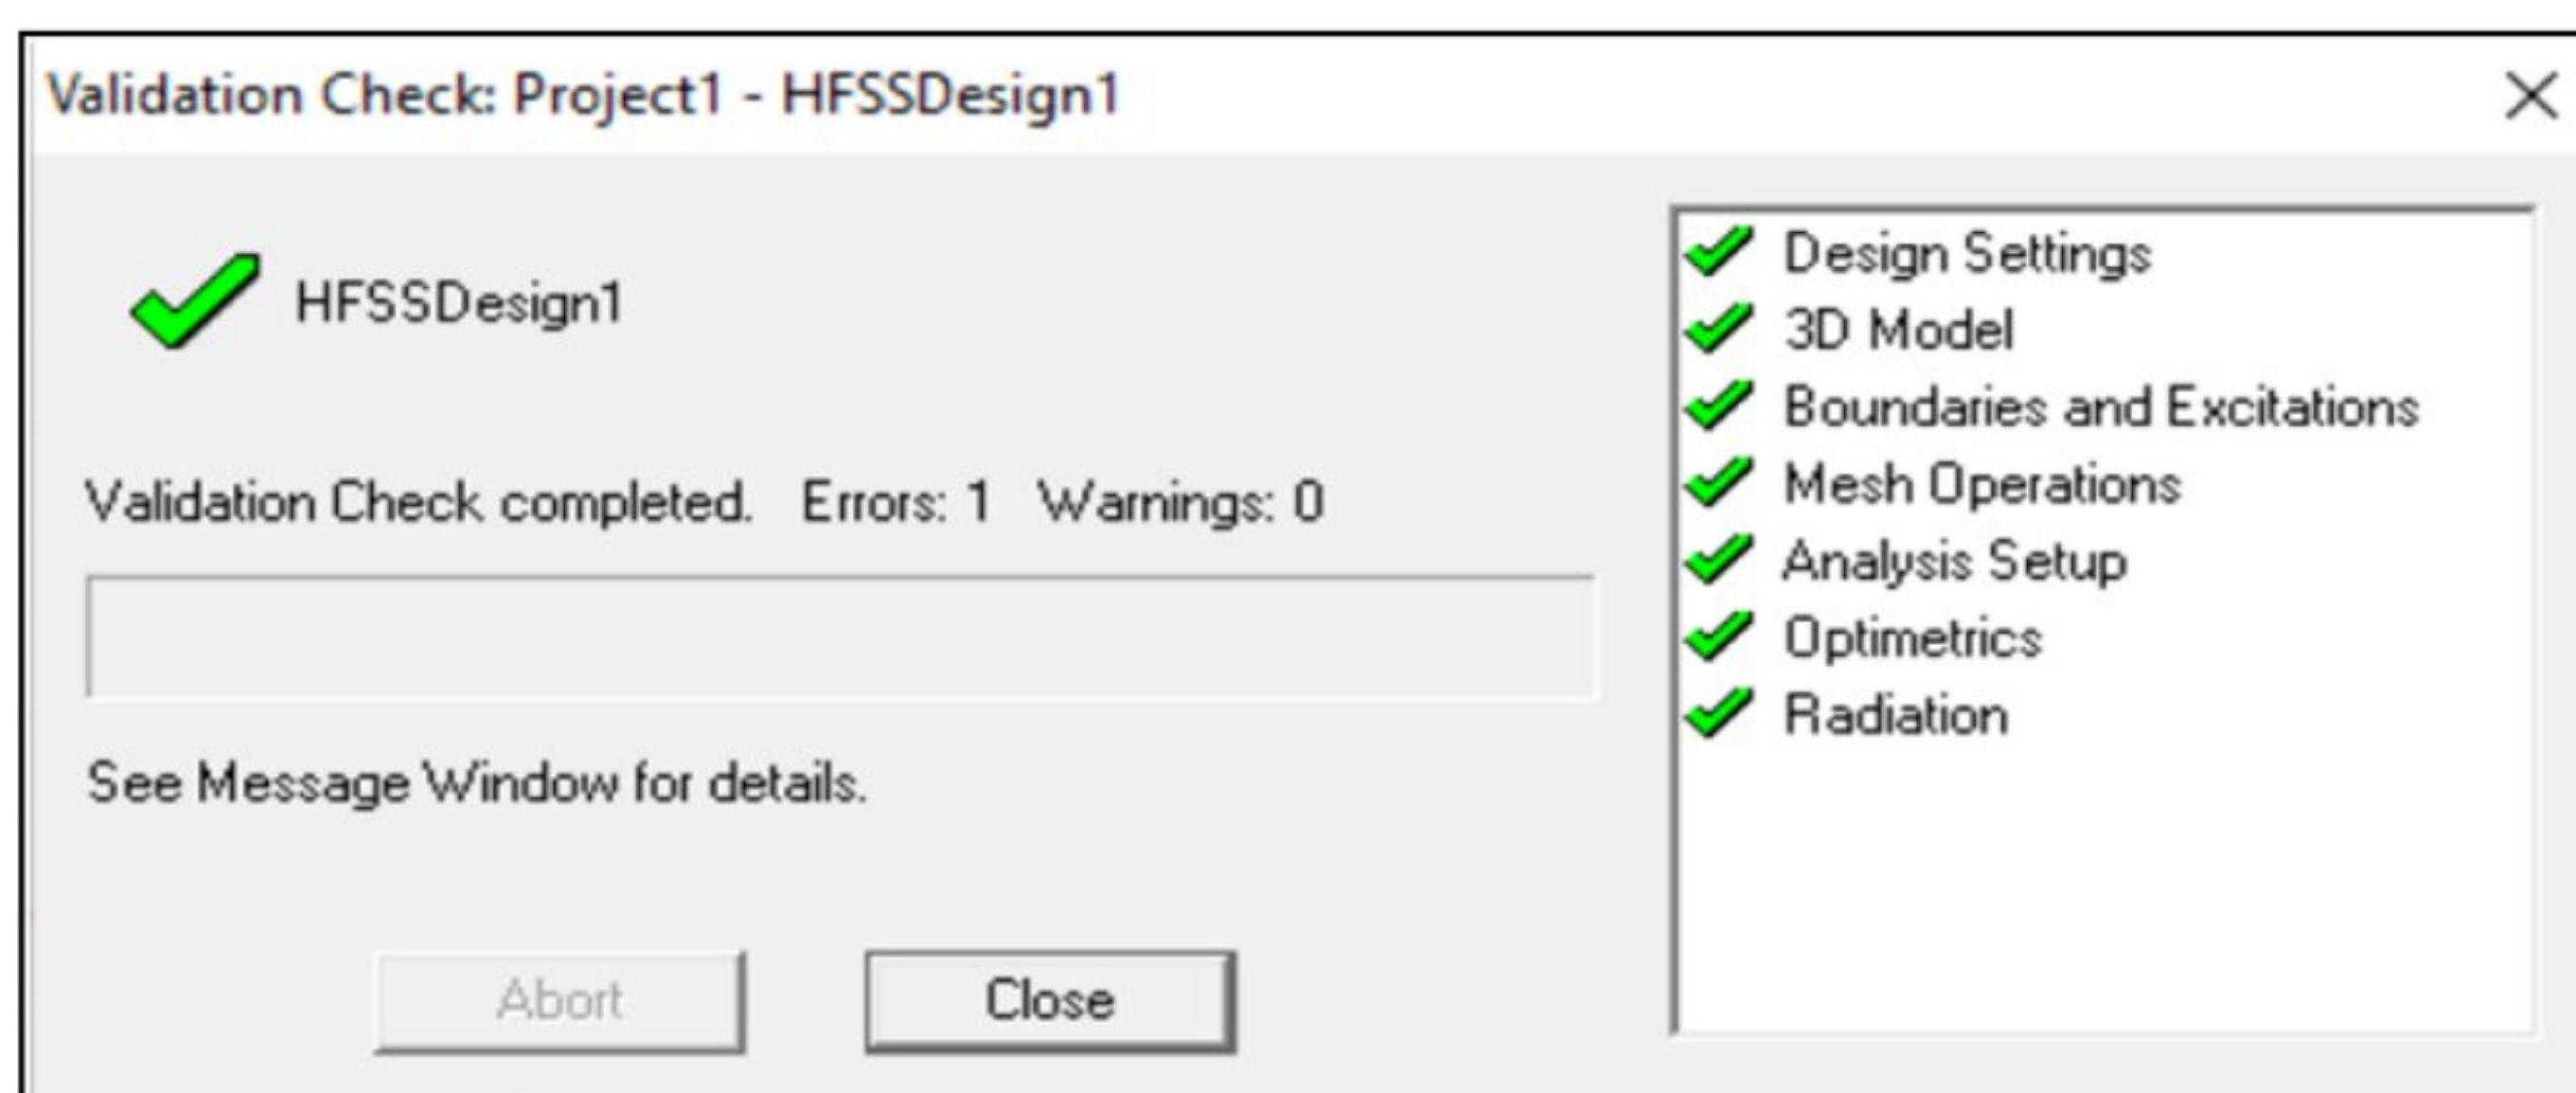 Validation Check: Project1 - HFSSDesign1
HFSSDesign1
Validation Check completed. Errors: 1 Warnings: 0
See Message Window for details.
Abort
Close
Design Settings
3D Model
Boundaries and Excitations
Mesh Operations
Analysis Setup
Optimetrics
Radiation